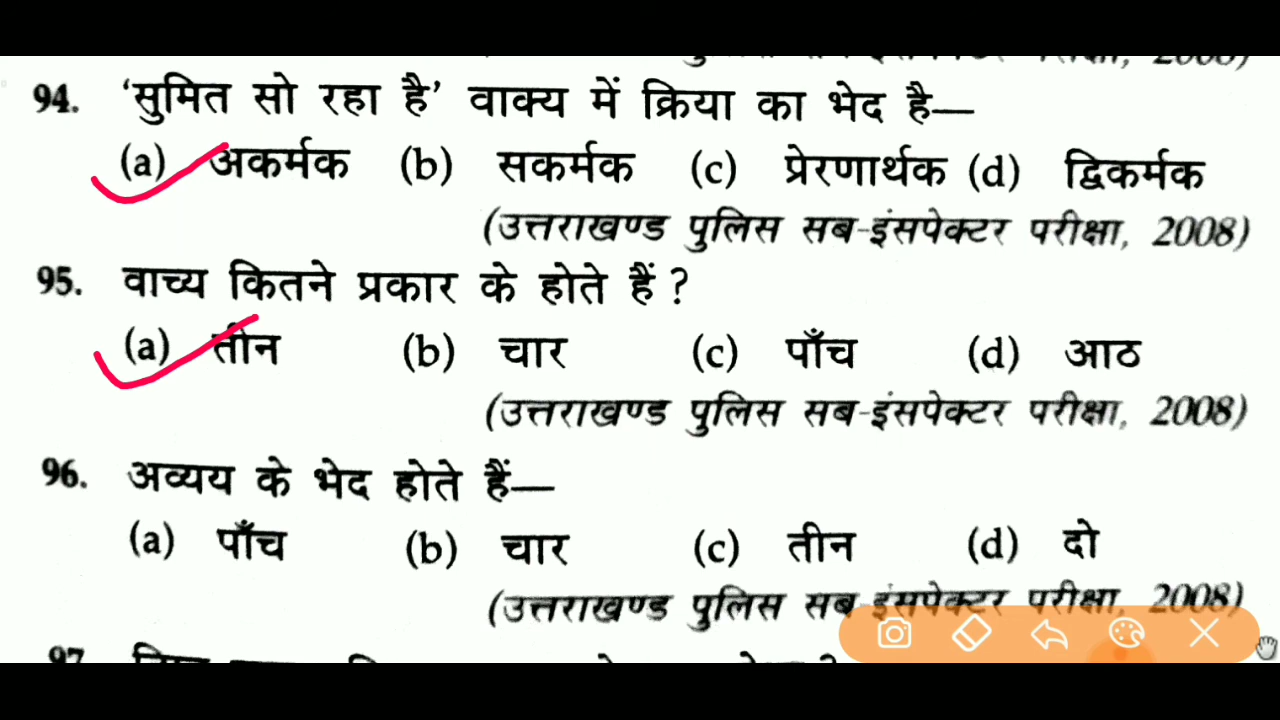 94. ‘सुमित सो रहा है’ वाक्य में क्रिया का भेद है—
(a) अकर्मक (b) सकर्मक (c) प्रेरणार्थक (d) द्विकर्मक
(उत्तराखण्ड पुलिस सब-इंसपेक्टर परीक्षा, 2008)
95. वाच्य कितने प्रकार के होते हैं ?
(a) तीन (b) चार (c) पाँच (d) आठ
(उत्तराखण्ड पुलिस सब-इंसपेक्टर परीक्षा, 2008)
96. अव्यय के भेद होते हैं—
(a) पाँच (b) चार (c) तीन (d) दो
(उत्तराखण्ड पुलिस सब-इंसपेक्टर परीक्षा, 2008)
97.